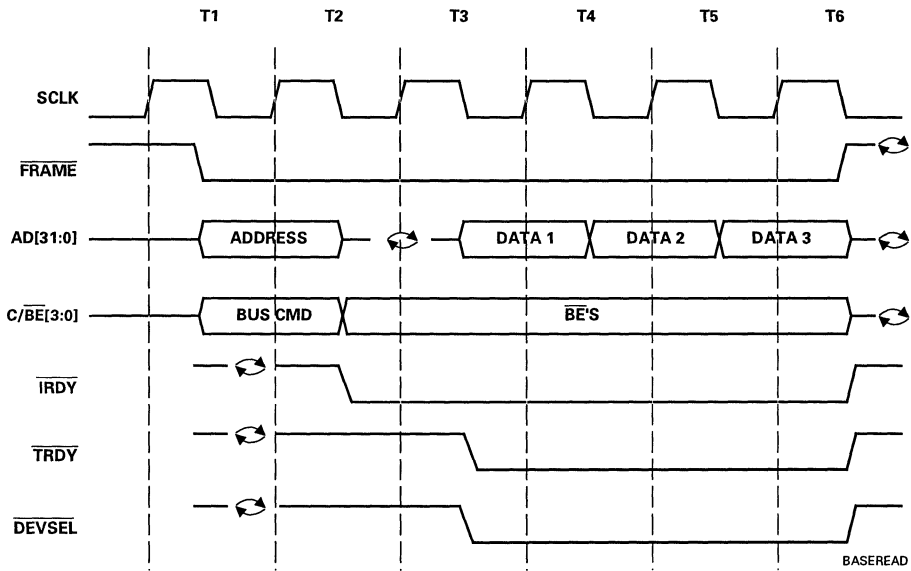 T1 T2 T3 T4 T5 T6
SCLK
FRAME
AD[31:0] ADDRESS DATA 1 DATA 2 DATA 3
C/BE[3:0] BUS CMD BE'S
IRDY
TRDY
DEVSEL
BASEREAD